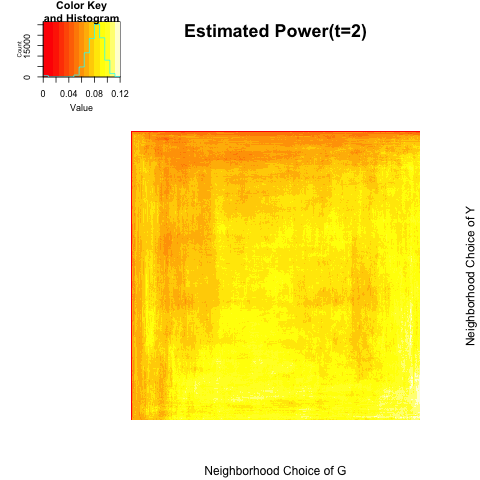 Color Key
and Histogram
Estimated Power(t=2)
Count
0 15000
0 0.04 0.08 0.12
Value
Neighborhood Choice of Y
Neighborhood Choice of G